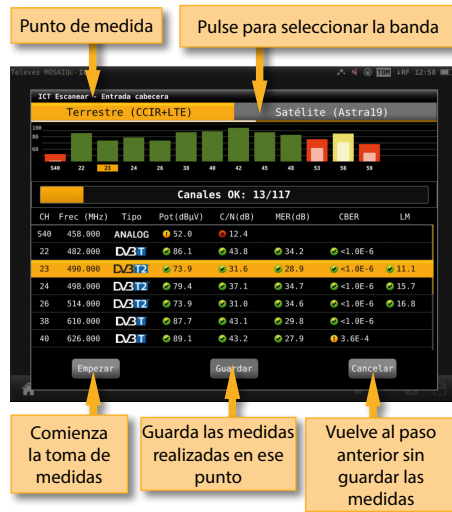 Punto de medida
Pulse para seleccionar la banda
Televes MOSAIQ6-I
TOM ↓RF 12:58
ICT Escanear - Entrada cabecera
Terrestre (CCIR+LTE)
Satélite (Astra19)
100
80
60
S40 22 23 24 26 38 40 42 45 48 53 56 59
Canales OK: 13/117
CH Frec (MHz) Tipo Pot(dBµV) C/N(dB) MER(dB) CBER LM
S40 458.000 ANALOG 52.0 12.4
22 482.000 DVB T 86.1 43.8 34.2 <1.0E-6
23 490.000 DVB T2 73.9 31.6 28.9 <1.0E-6 11.1
24 498.000 DVB T2 79.4 37.1 34.6 <1.0E-6 15.7
26 514.000 DVB T2 73.9 31.0 34.6 <1.0E-6 16.8
38 610.000 DVB T 87.7 43.1 29.8 <1.0E-6
40 626.000 DVB T 89.1 43.2 27.9 3.6E-4
Empezar
Guardar
Cancelar
Comienza
la toma de
medidas
Guarda las medidas
realizadas en ese
punto
Vuelve al paso
anterior sin
guardar las
medidas